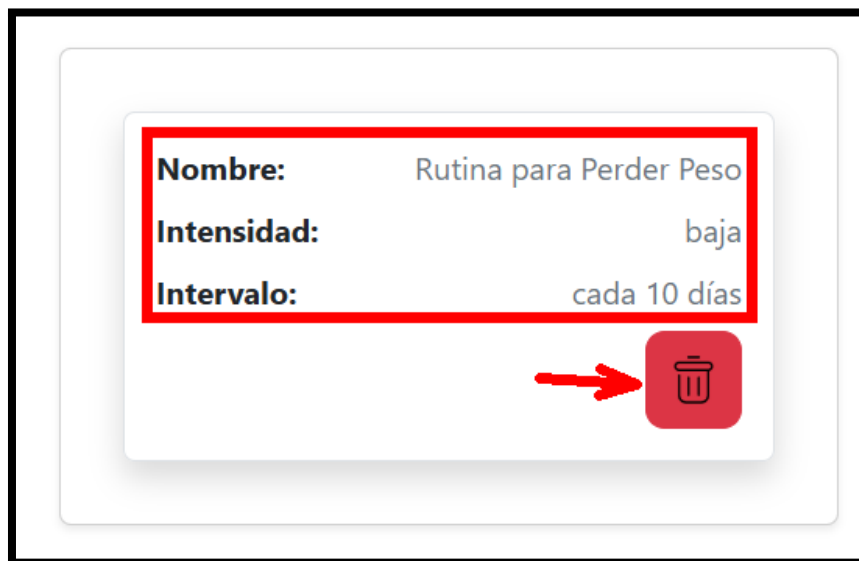 Nombre: Rutina para Perder Peso
Intensidad: baja
Intervalo: cada 10 días